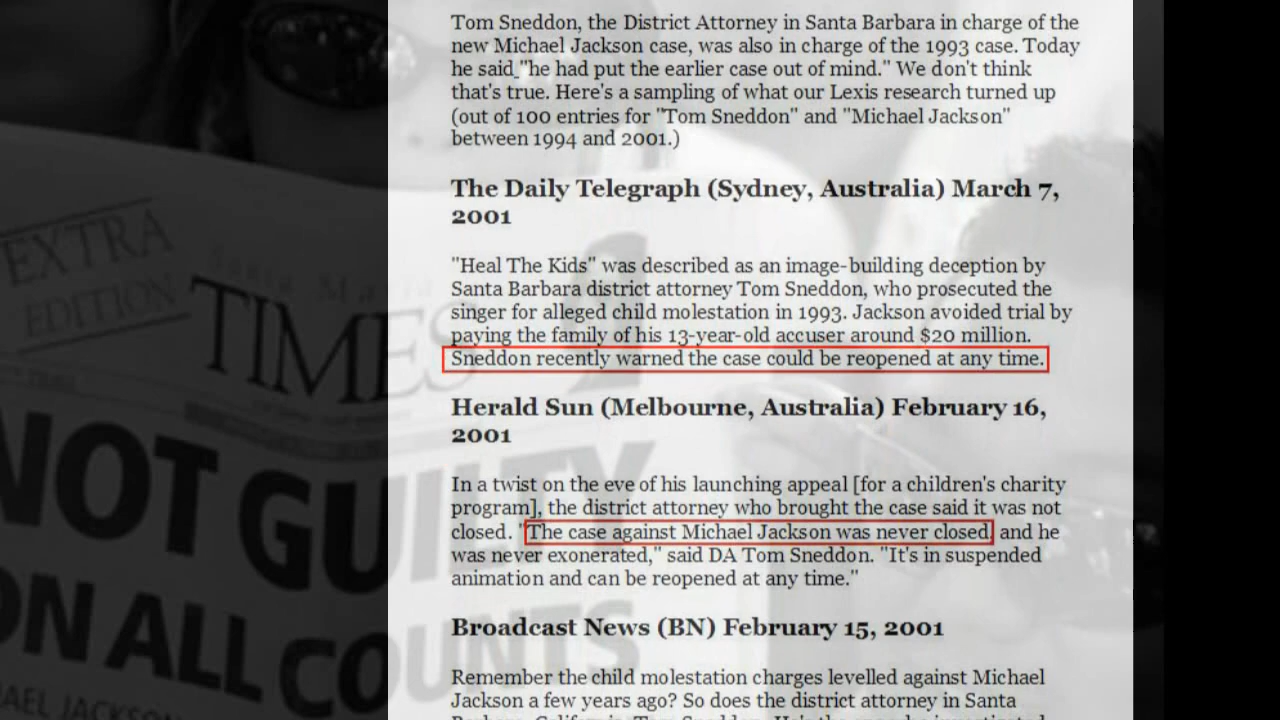 Tom Sneddon, the District Attorney in Santa Barbara in charge of the
new Michael Jackson case, was also in charge of the 1993 case. Today
he said "he had put the earlier case out of mind." We don't think
that's true. Here's a sampling of what our Lexis research turned up
(out of 100 entries for "Tom Sneddon" and "Michael Jackson"
between 1994 and 2001.)
The Daily Telegraph (Sydney, Australia) March 7,
2001
"Heal The Kids" was described as an image-building deception by
Santa Barbara district attorney Tom Sneddon, who prosecuted the
singer for alleged child molestation in 1993. Jackson avoided trial by
paying the family of his 13-year-old accuser around $20 million.
Sneddon recently warned the case could be reopened at any time.
Herald Sun (Melbourne, Australia) February 16,
2001
In a twist on the eve of his launching appeal [for a children's charity
program], the district attorney who brought the case said it was not
closed. "The case against Michael Jackson was never closed, and he
was never exonerated," said DA Tom Sneddon. "It's in suspended
animation and can be reopened at any time."
Broadcast News (BN) February 15, 2001
Remember the child molestation charges levelled against Michael
Jackson a few years ago? So does the district attorney in Santa
EXTRA
EDITION
Santa Maria
TIMES
NOT GUILTY
ON ALL COUNTS
JACKSON